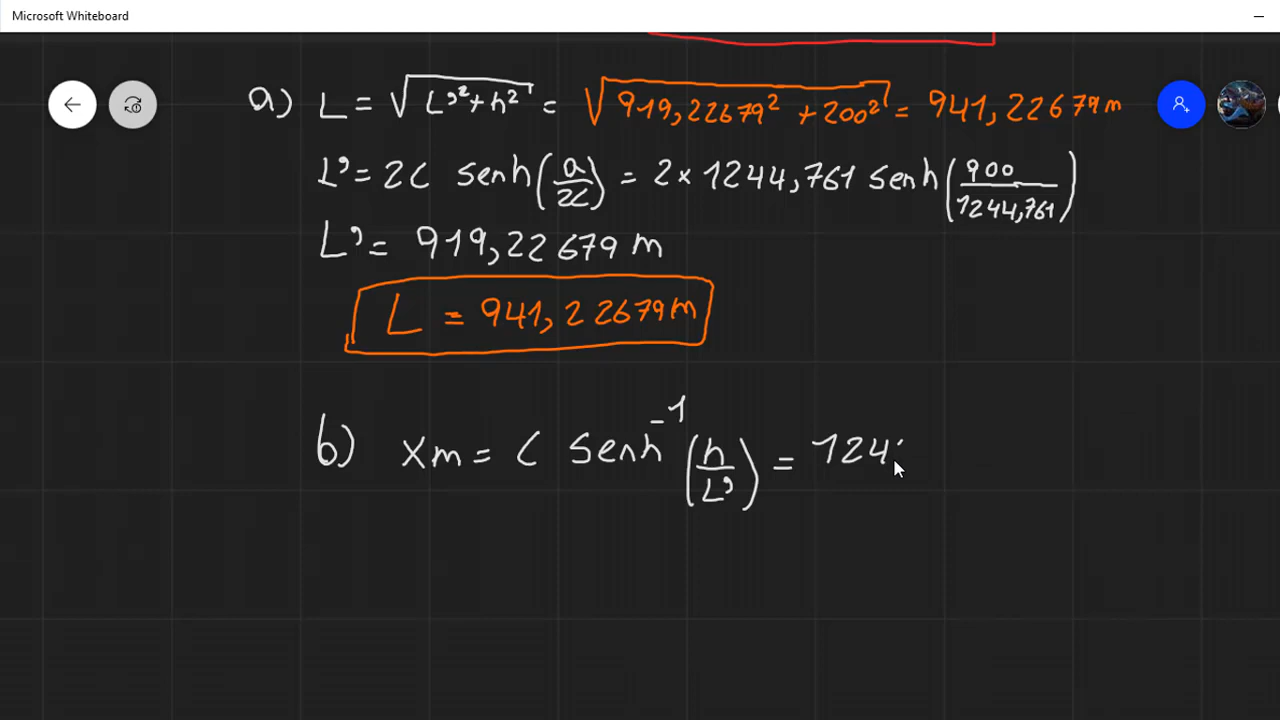 Microsoft Whiteboard
a) L = √(L'² + h²) = √(919,22679² + 200²) = 941,22679 m
L' = 2C senh(a/2C) = 2 × 1244,761 senh(900/1244,761)
L' = 919,22679 m
L = 941,22679 m
b) Xm = C Senh⁻¹(h/L') = 124